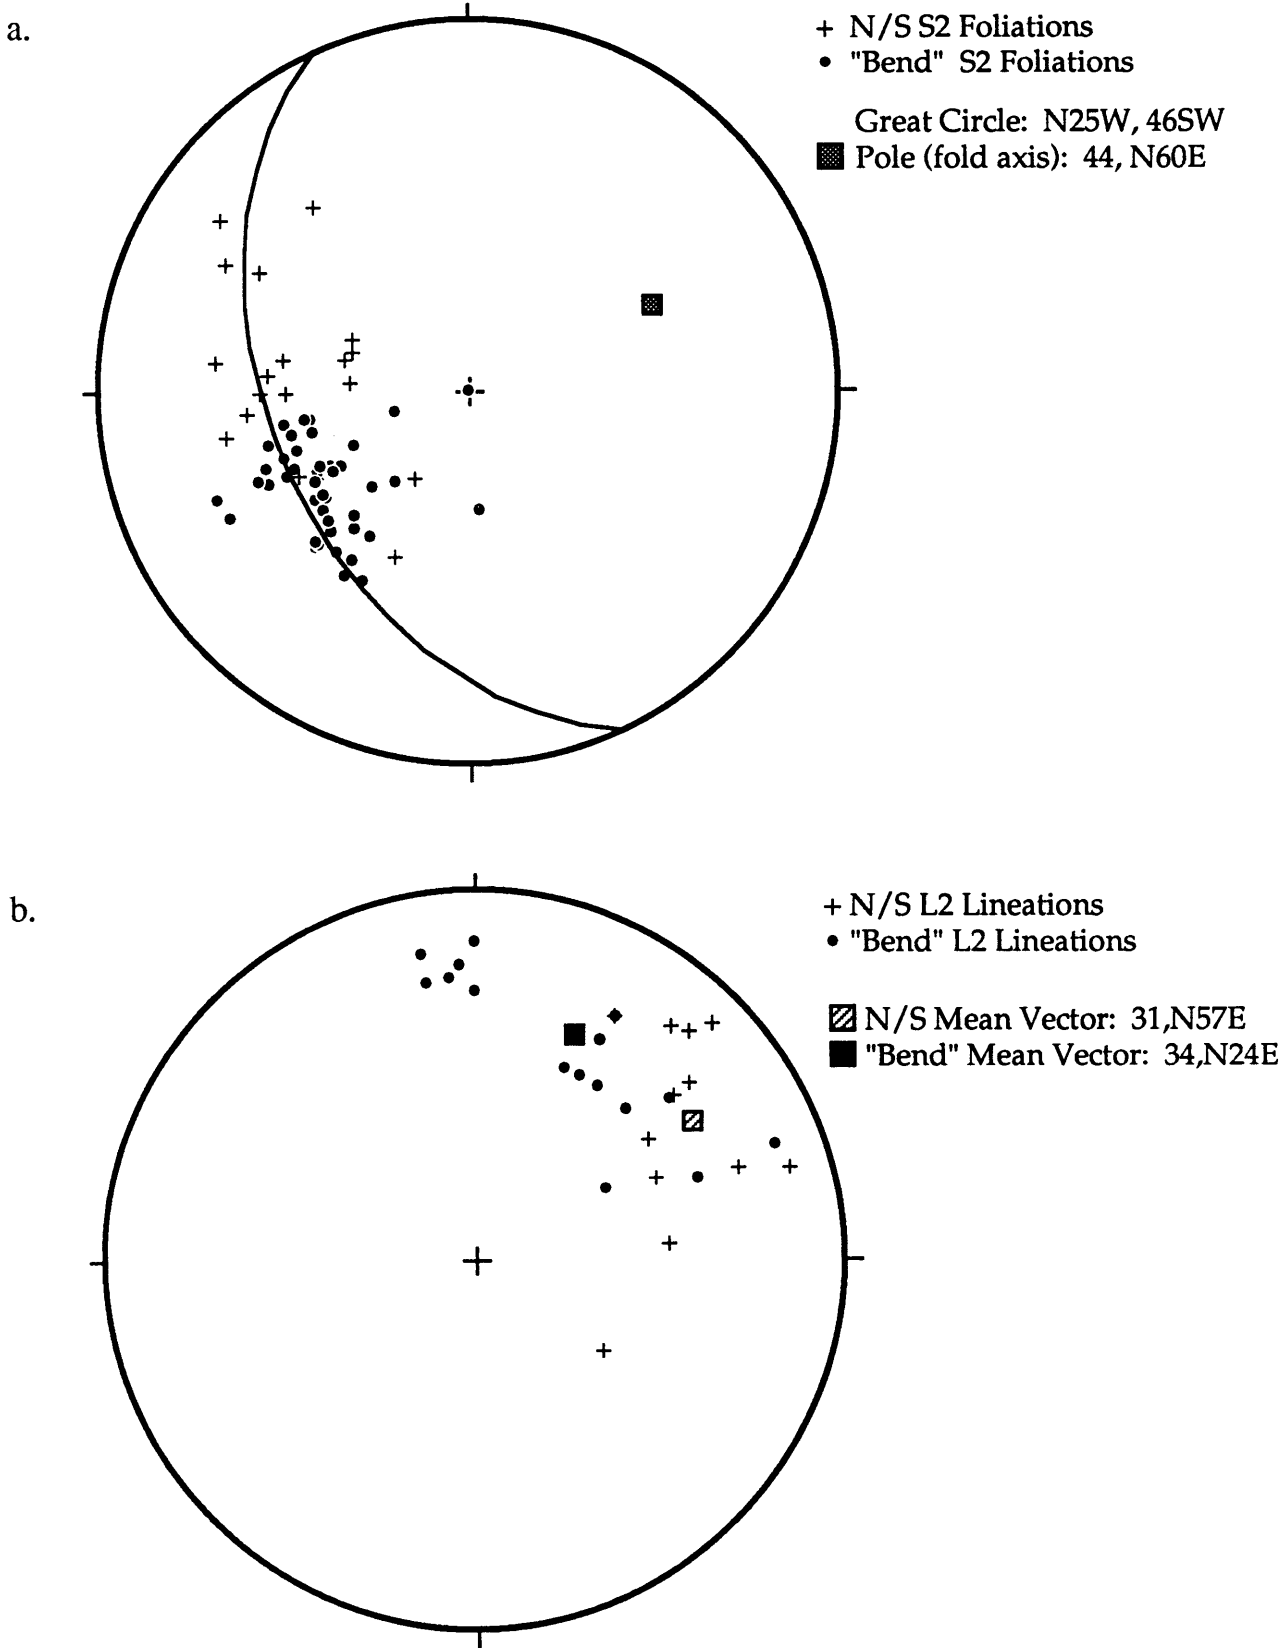 a.
+ N/S S2 Foliations
• "Bend" S2 Foliations
Great Circle: N25W, 46SW
Pole (fold axis): 44, N60E
b.
+ N/S L2 Lineations
• "Bend" L2 Lineations
N/S Mean Vector: 31,N57E
"Bend" Mean Vector: 34,N24E